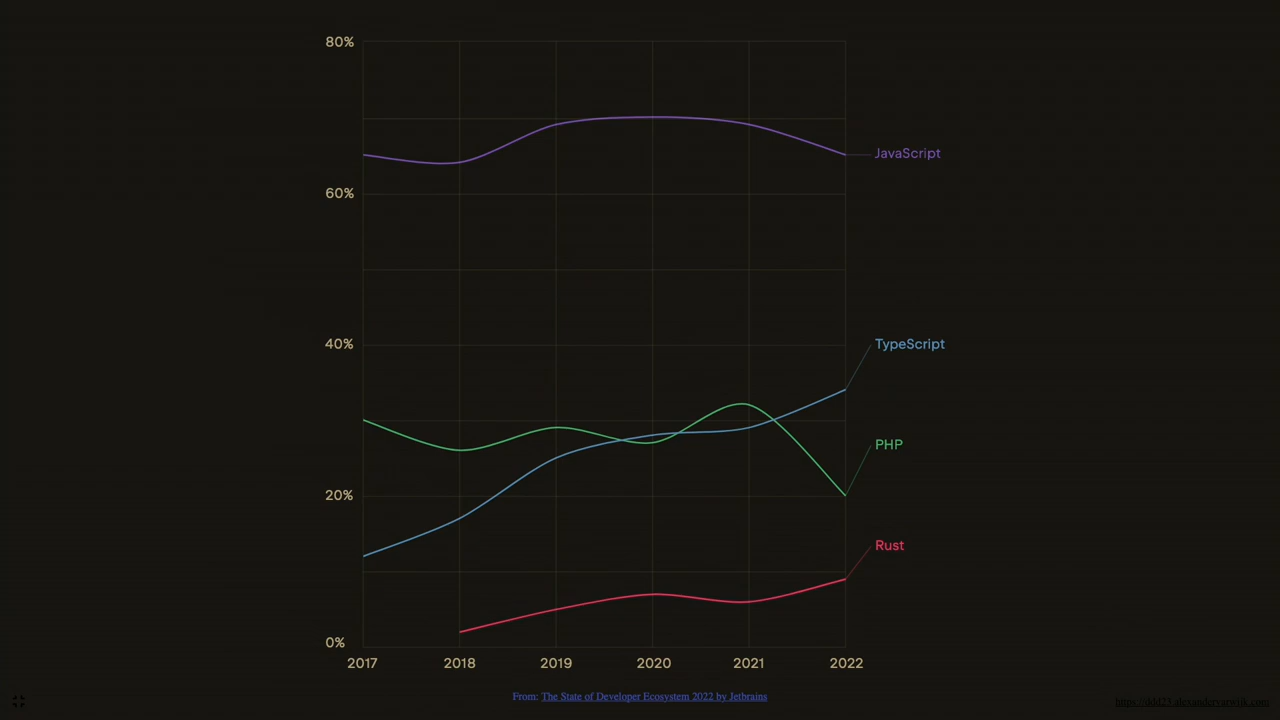 80%
JavaScript
60%
40%
TypeScript
PHP
20%
Rust
0%
2017 2018 2019 2020 2021 2022
From: The State of Developer Ecosystem 2022 by Jetbrains